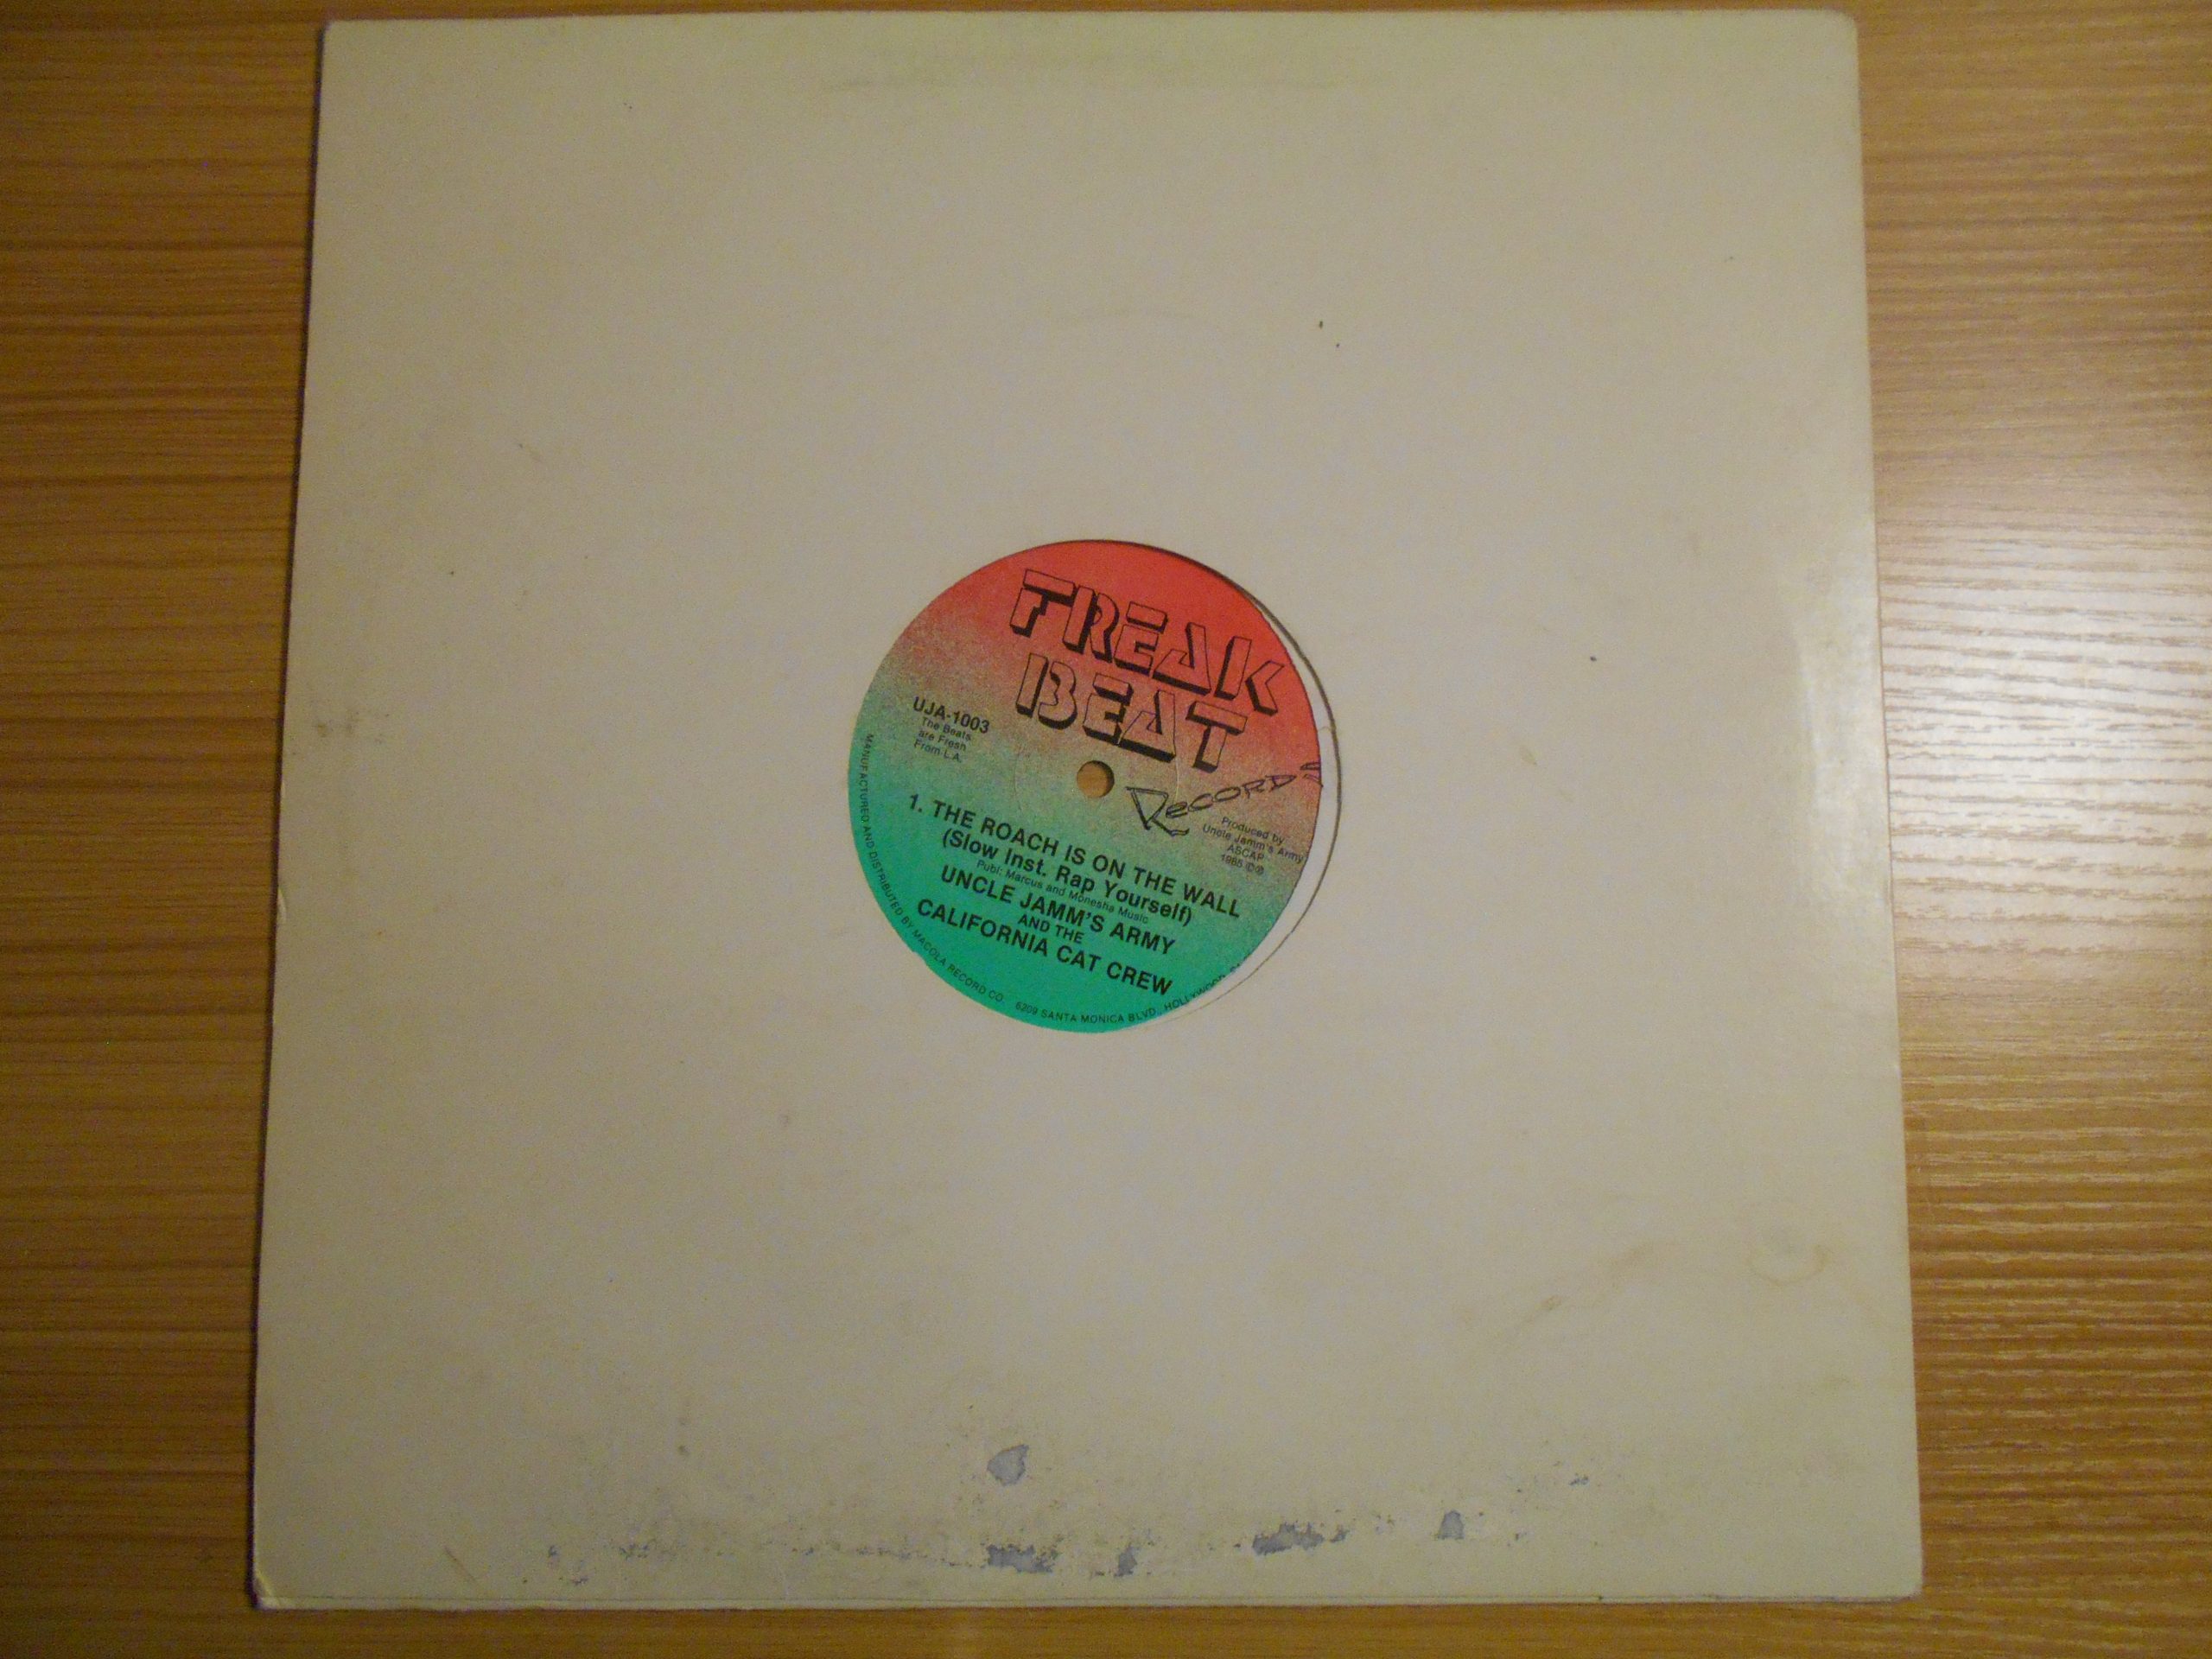 FREAK
BEAT
RECORDS
UJA-1003
The Beats
are Fresh
From L.A.
Produced by
Uncle Jamm's Army
ASCAP
1985 ©℗
1. THE ROACH IS ON THE WALL
(Slow Inst. Rap Yourself)
Publ: Marcus and Monesha Music
UNCLE JAMM'S ARMY
AND THE
CALIFORNIA CAT CREW
MANUFACTURED AND DISTRIBUTED BY MACOLA RECORD CO. 6209 SANTA MONICA BLVD., HOLLYWOOD